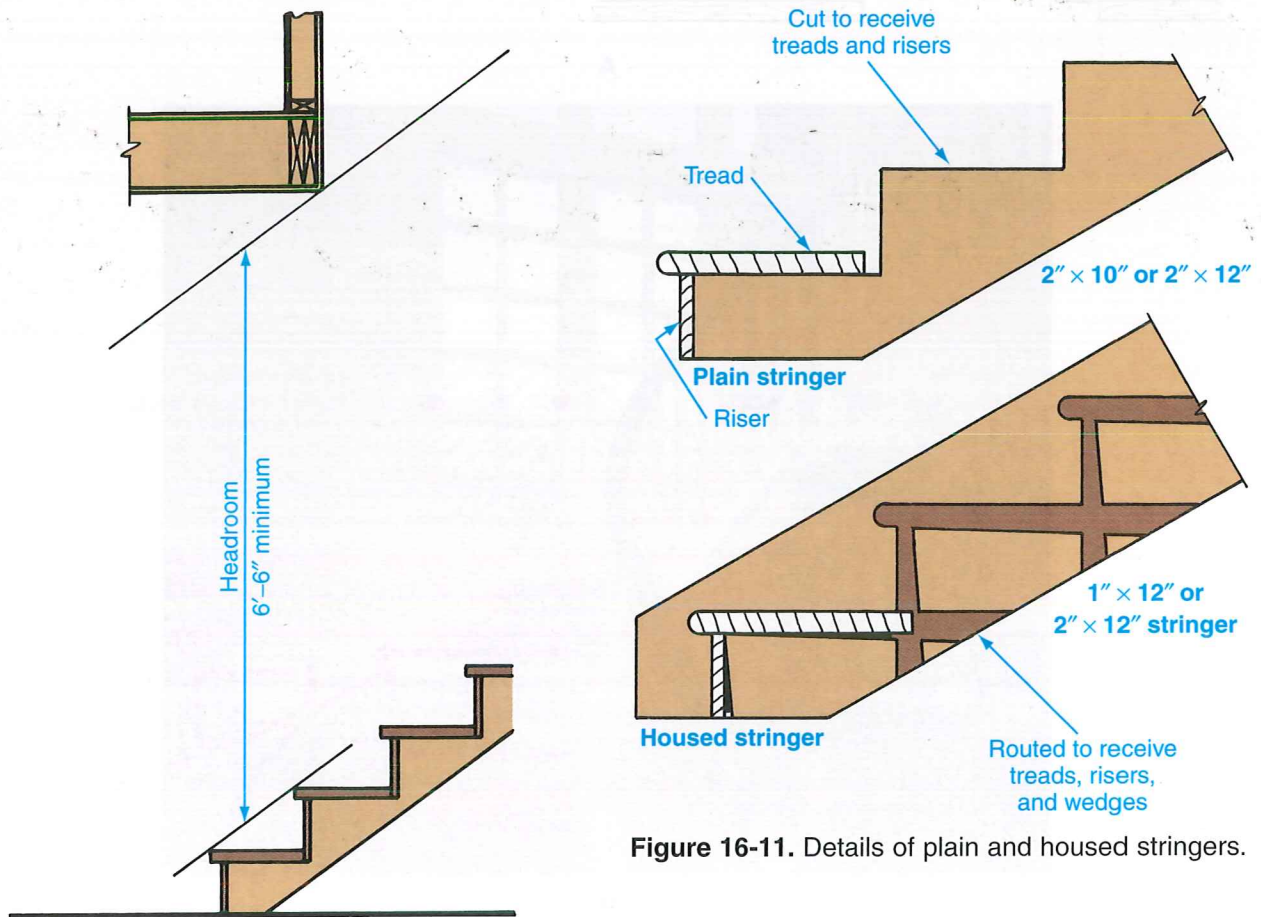 Headroom
6′–6″ minimum
Cut to receive
treads and risers
Tread
2″ × 10″ or 2″ × 12″
Plain stringer
Riser
1″ × 12″ or
2″ × 12″ stringer
Housed stringer
Routed to receive
treads, risers,
and wedges
Figure 16-11. Details of plain and housed stringers.